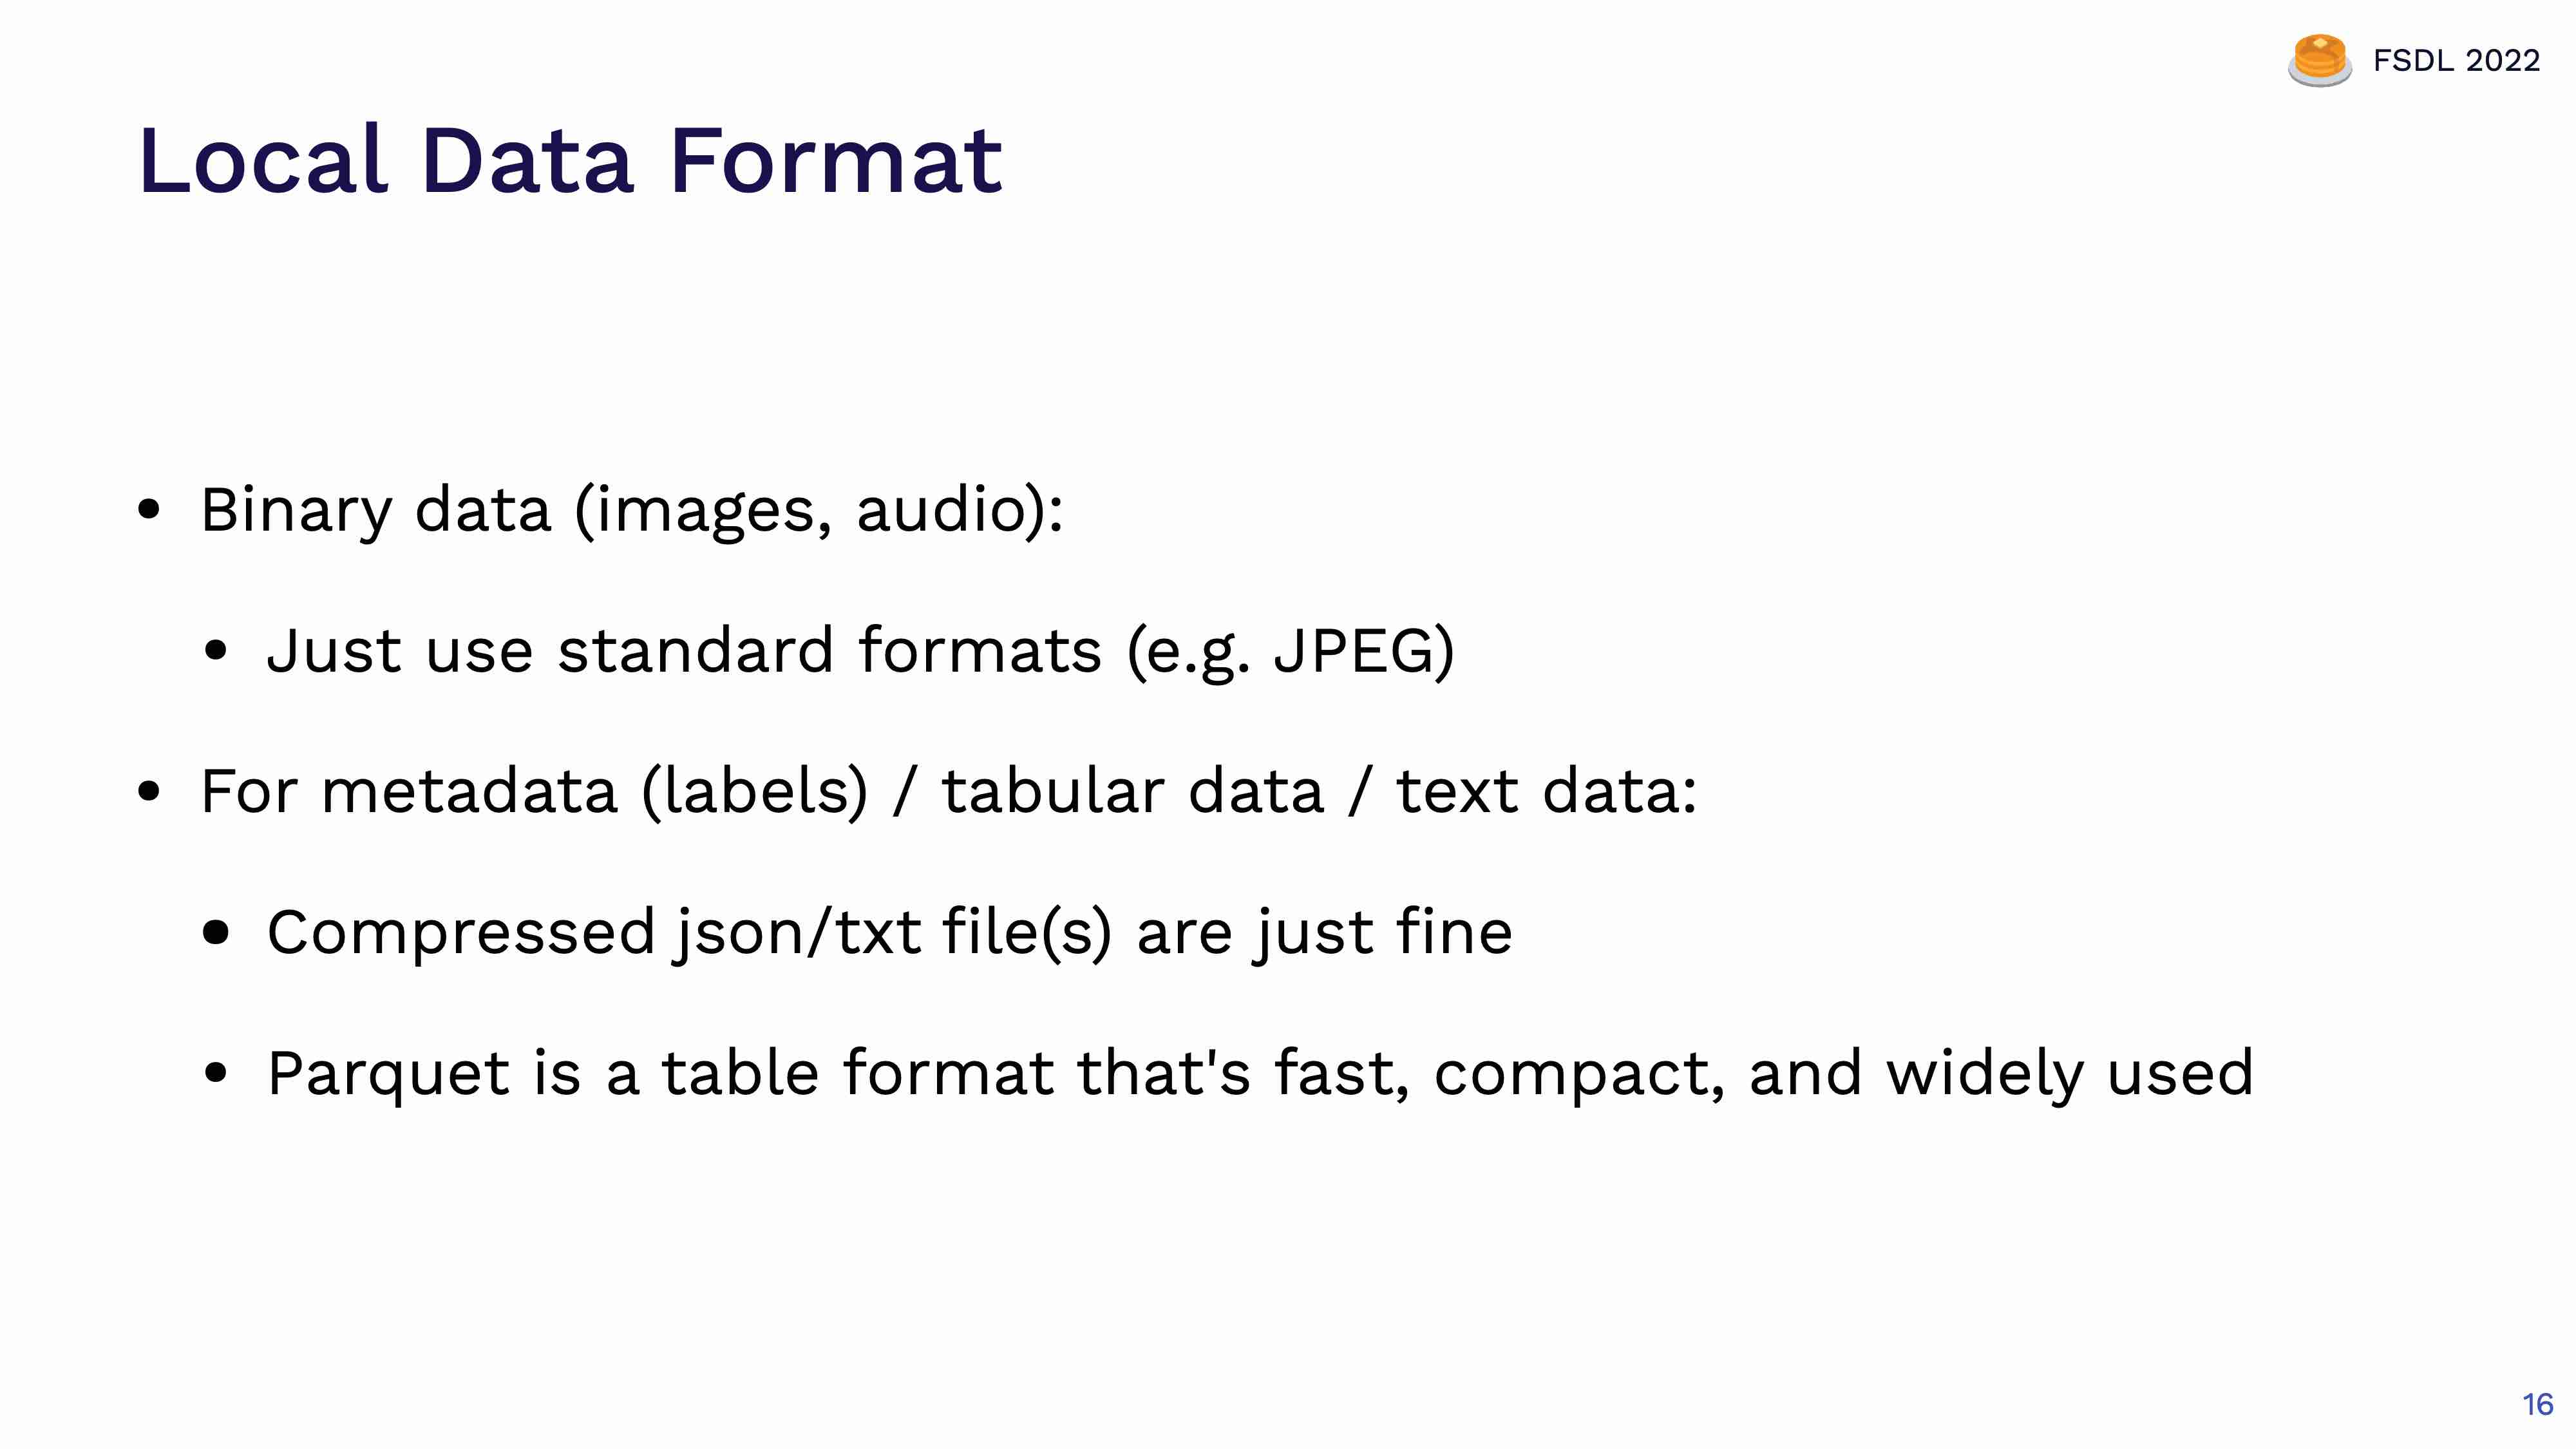 FSDL 2022
Local Data Format
• Binary data (images, audio):
• Just use standard formats (e.g. JPEG)
• For metadata (labels) / tabular data / text data:
• Compressed json/txt file(s) are just fine
• Parquet is a table format that's fast, compact, and widely used
16